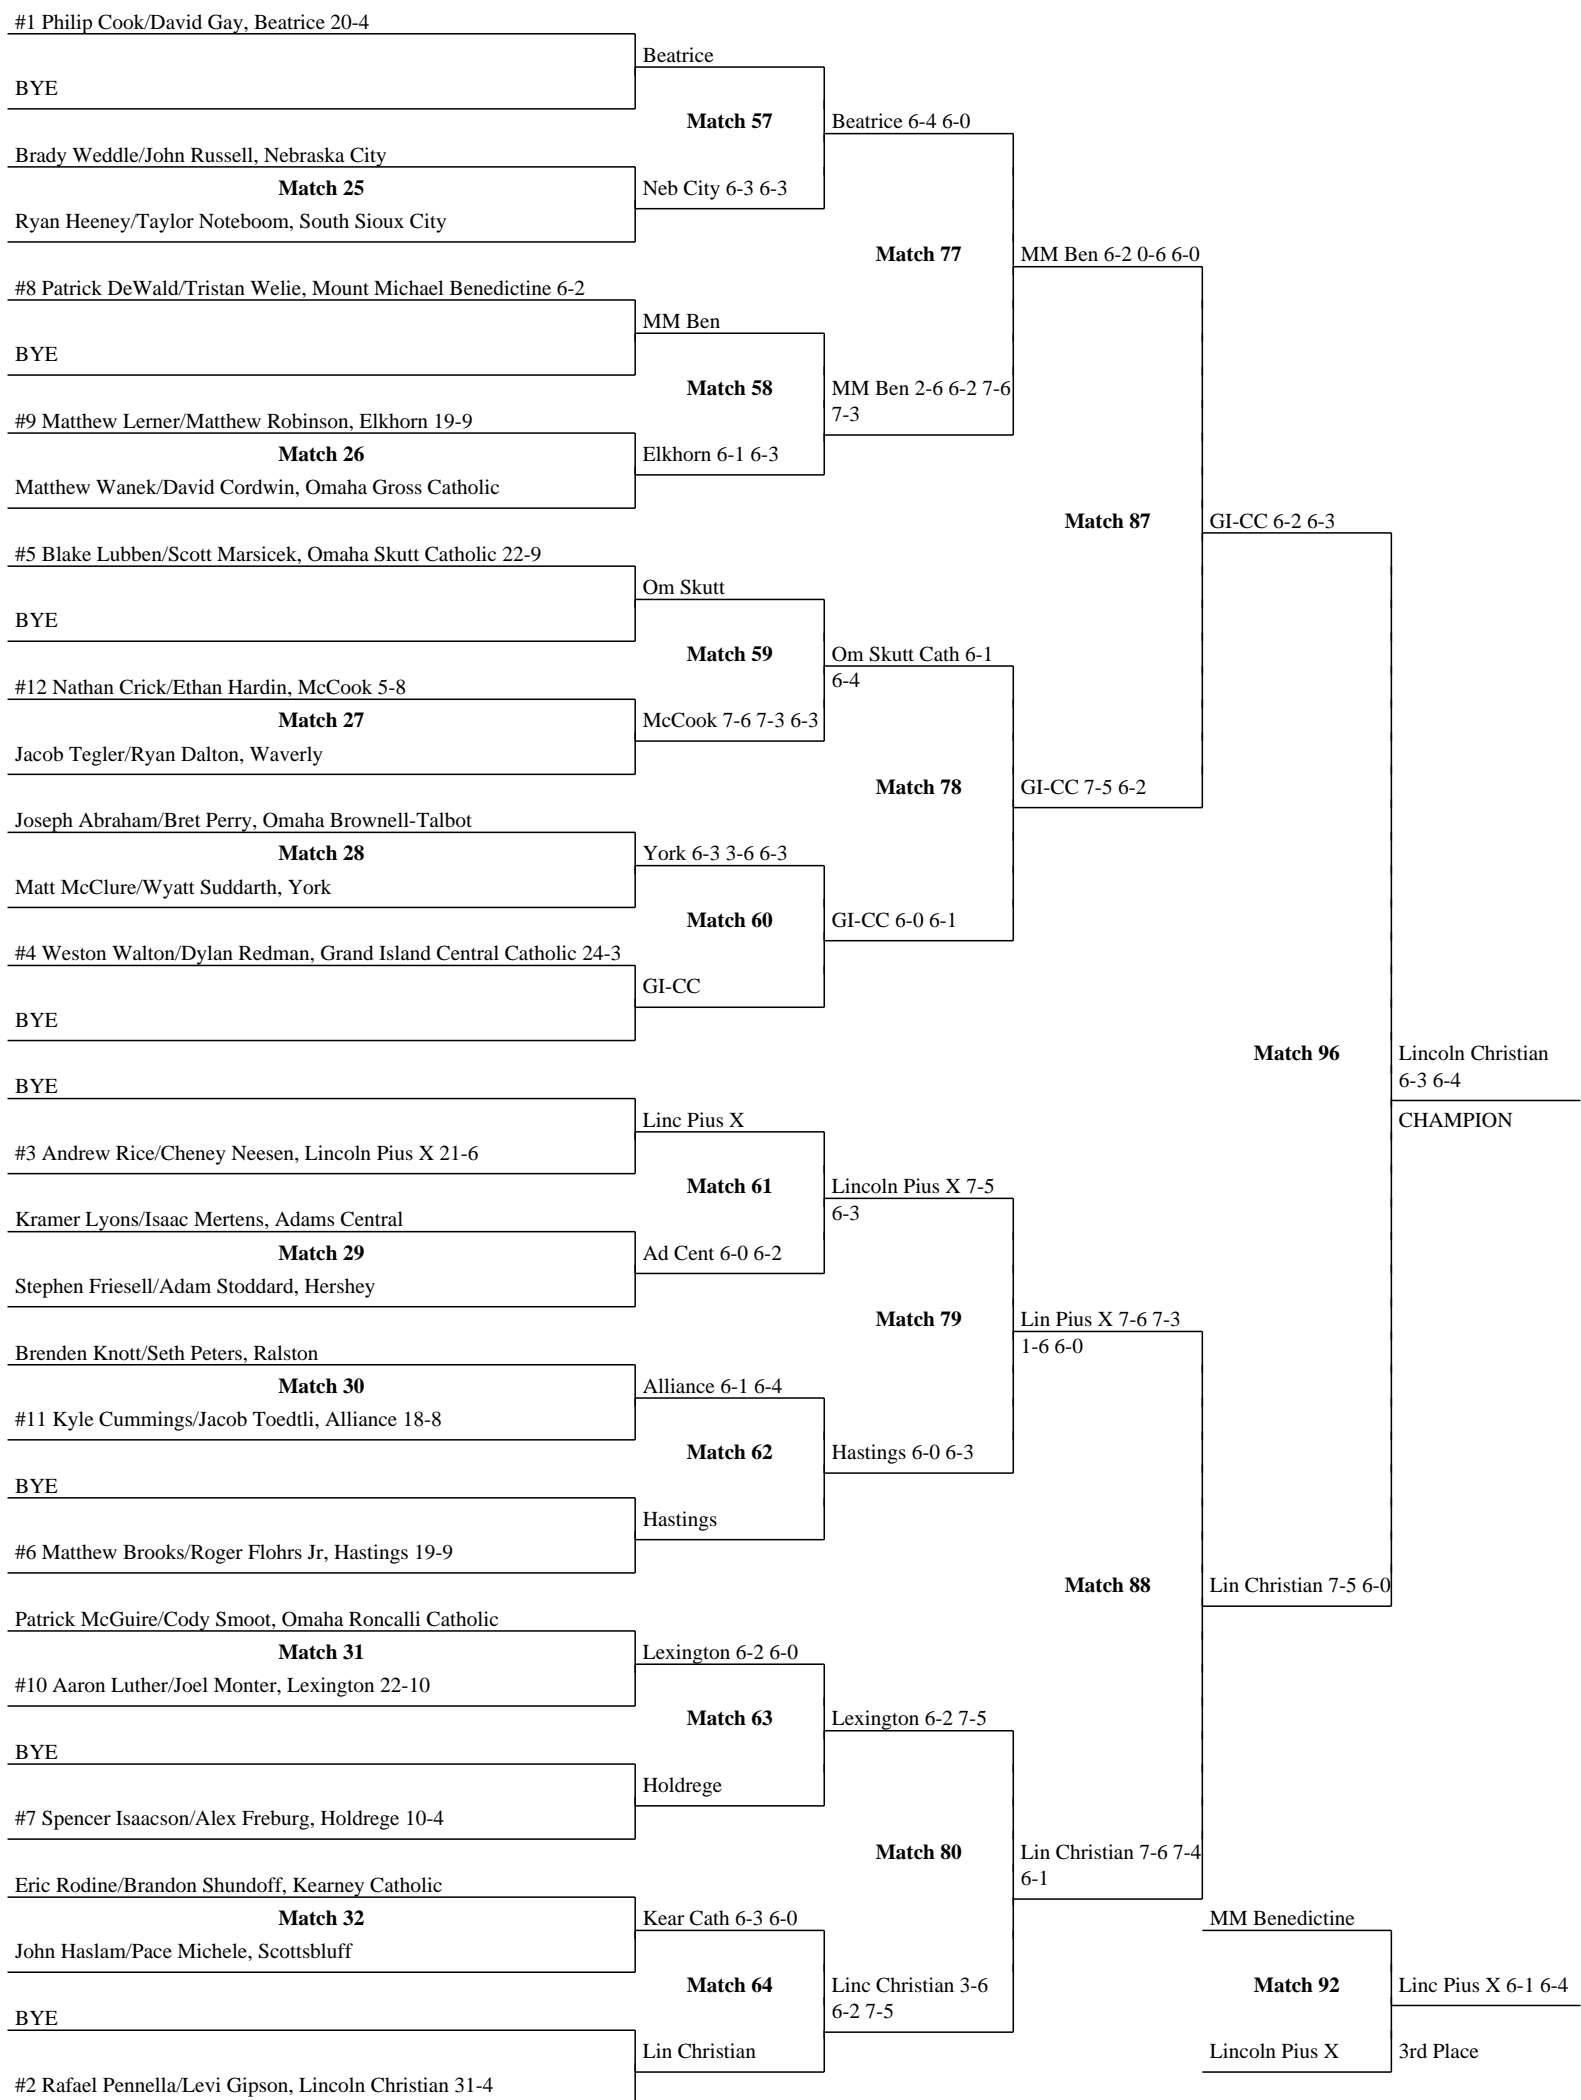 #1 Philip Cook/David Gay, Beatrice 20-4
Beatrice
BYE
Match 57
Beatrice 6-4 6-0
Brady Weddle/John Russell, Nebraska City
Match 25
Neb City 6-3 6-3
Ryan Heeney/Taylor Noteboom, South Sioux City
Match 77
MM Ben 6-2 0-6 6-0
#8 Patrick DeWald/Tristan Welie, Mount Michael Benedictine 6-2
MM Ben
BYE
Match 58
MM Ben 2-6 6-2 7-6
7-3
#9 Matthew Lerner/Matthew Robinson, Elkhorn 19-9
Match 26
Elkhorn 6-1 6-3
Matthew Wanek/David Cordwin, Omaha Gross Catholic
Match 87
GI-CC 6-2 6-3
#5 Blake Lubben/Scott Marsicek, Omaha Skutt Catholic 22-9
Om Skutt
BYE
Match 59
Om Skutt Cath 6-1
6-4
#12 Nathan Crick/Ethan Hardin, McCook 5-8
Match 27
McCook 7-6 7-3 6-3
Jacob Tegler/Ryan Dalton, Waverly
Match 78
GI-CC 7-5 6-2
Joseph Abraham/Bret Perry, Omaha Brownell-Talbot
Match 28
York 6-3 3-6 6-3
Matt McClure/Wyatt Suddarth, York
Match 60
GI-CC 6-0 6-1
#4 Weston Walton/Dylan Redman, Grand Island Central Catholic 24-3
GI-CC
BYE
Match 96
Lincoln Christian
6-3 6-4
CHAMPION
BYE
Linc Pius X
#3 Andrew Rice/Cheney Neesen, Lincoln Pius X 21-6
Match 61
Lincoln Pius X 7-5
6-3
Kramer Lyons/Isaac Mertens, Adams Central
Match 29
Ad Cent 6-0 6-2
Stephen Friesell/Adam Stoddard, Hershey
Match 79
Lin Pius X 7-6 7-3
1-6 6-0
Brenden Knott/Seth Peters, Ralston
Match 30
Alliance 6-1 6-4
#11 Kyle Cummings/Jacob Toedtli, Alliance 18-8
Match 62
Hastings 6-0 6-3
BYE
Hastings
#6 Matthew Brooks/Roger Flohrs Jr, Hastings 19-9
Match 88
Lin Christian 7-5 6-0
Patrick McGuire/Cody Smoot, Omaha Roncalli Catholic
Match 31
Lexington 6-2 6-0
#10 Aaron Luther/Joel Monter, Lexington 22-10
Match 63
Lexington 6-2 7-5
BYE
Holdrege
#7 Spencer Isaacson/Alex Freburg, Holdrege 10-4
Match 80
Lin Christian 7-6 7-4
6-1
Eric Rodine/Brandon Shundoff, Kearney Catholic
Match 32
Kear Cath 6-3 6-0
John Haslam/Pace Michele, Scottsbluff
Match 64
Linc Christian 3-6
6-2 7-5
BYE
Lin Christian
#2 Rafael Pennella/Levi Gipson, Lincoln Christian 31-4
MM Benedictine
Match 92
Linc Pius X 6-1 6-4
Lincoln Pius X
3rd Place